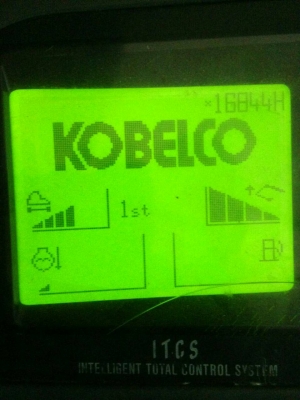 ×16844H
KOBELCO
1st
ITCS
INTELLIGENT TOTAL CONTROL SYSTEM